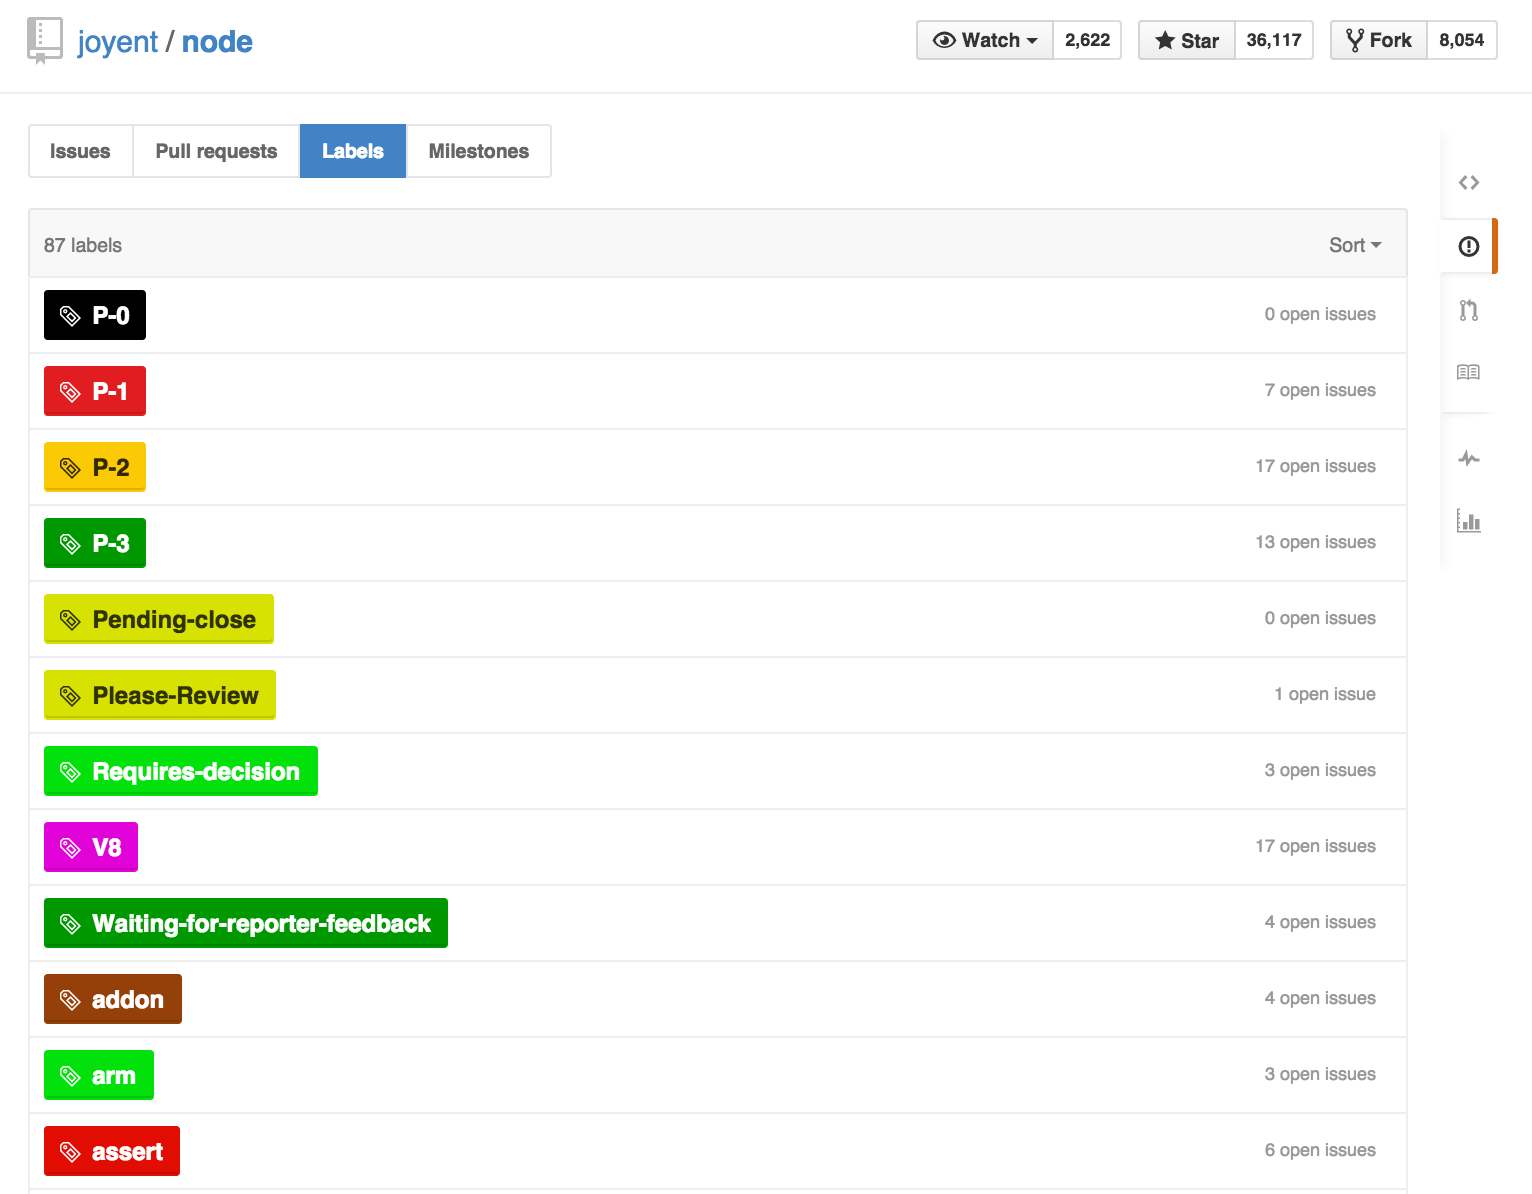 joyent / node
Watch 2,622 Star 36,117 Fork 8,054
Issues Pull requests Labels Milestones
87 labels Sort
P-0 0 open issues
P-1 7 open issues
P-2 17 open issues
P-3 13 open issues
Pending-close 0 open issues
Please-Review 1 open issue
Requires-decision 3 open issues
V8 17 open issues
Waiting-for-reporter-feedback 4 open issues
addon 4 open issues
arm 3 open issues
assert 6 open issues